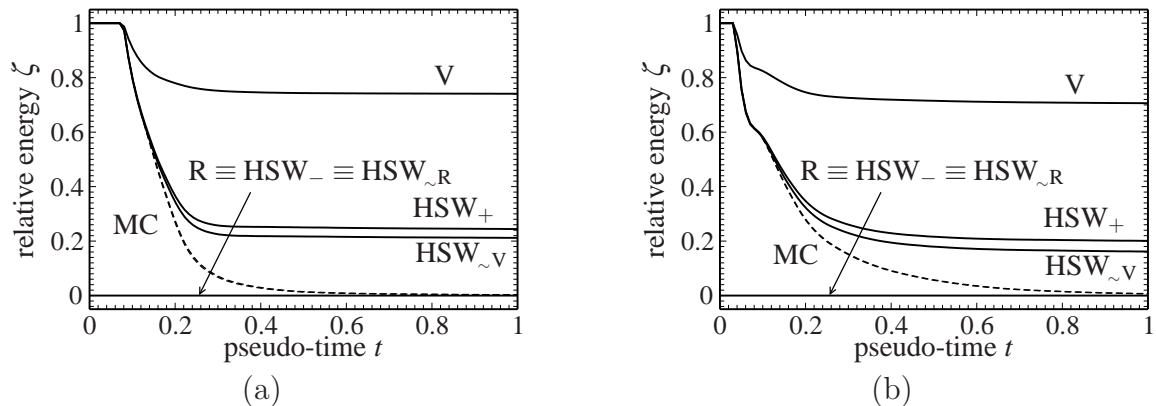 relative energy ζ
1
0.8
0.6
0.4
0.2
0
V
R ≡ HSW₋ ≡ HSW∼R
MC
HSW₊
HSW∼V
0 0.2 0.4 0.6 0.8 1
pseudo-time t
(a)
relative energy ζ
1
0.8
0.6
0.4
0.2
0
V
R ≡ HSW₋ ≡ HSW∼R
MC
HSW₊
HSW∼V
0 0.2 0.4 0.6 0.8 1
pseudo-time t
(b)